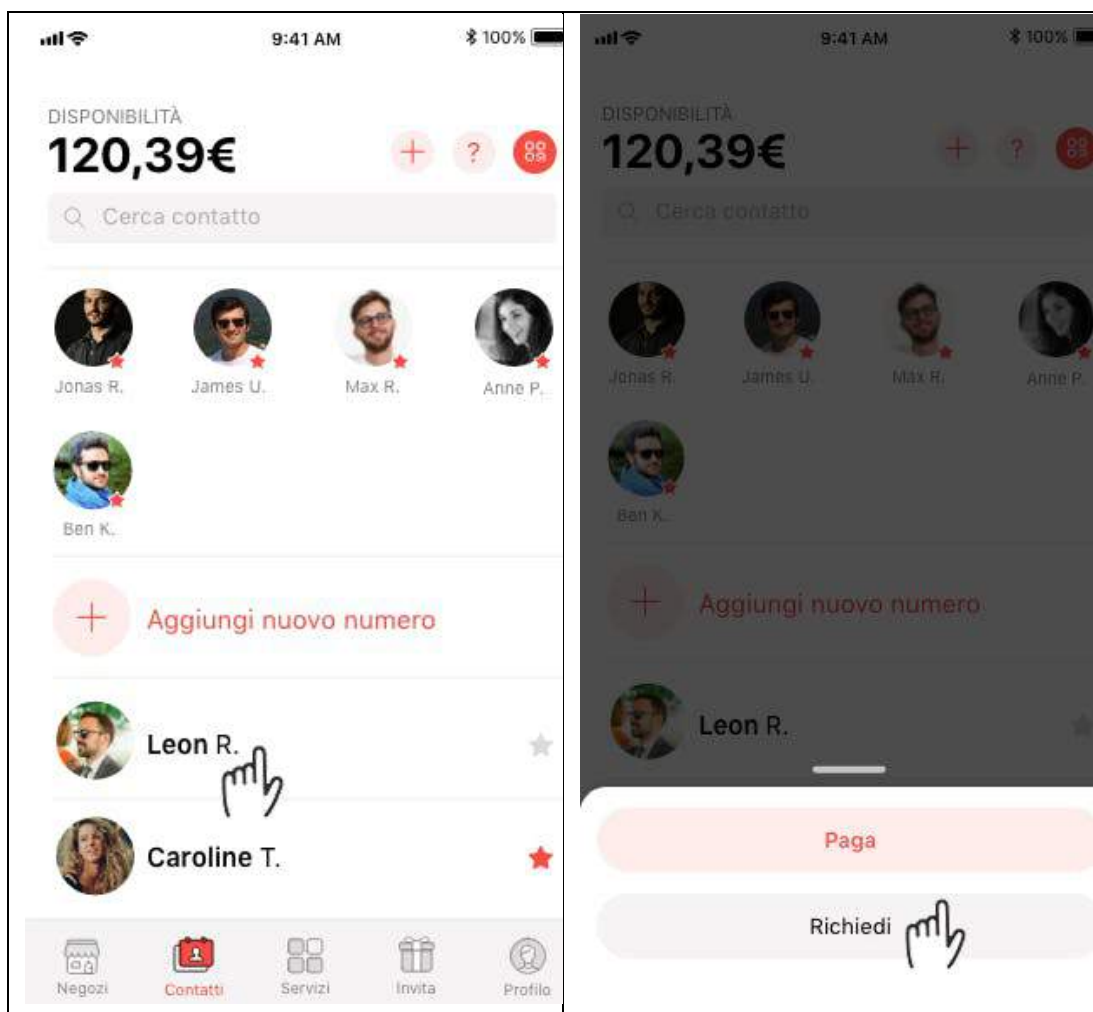 9:41 AM
100%
DISPONIBILITÀ
120,39€
+ ?
Cerca contatto
Jonas R.
James U.
Max R.
Anne P.
Ben K.
+ Aggiungi nuovo numero
Leon R.
Caroline T.
Negozi
Contatti
Servizi
Invita
Profilo
9:41 AM
100%
DISPONIBILITÀ
120,39€
+ ?
Cerca contatto
Jonas R.
James U.
Max R.
Anne P.
Ben K.
+ Aggiungi nuovo numero
Leon R.
Paga
Richiedi